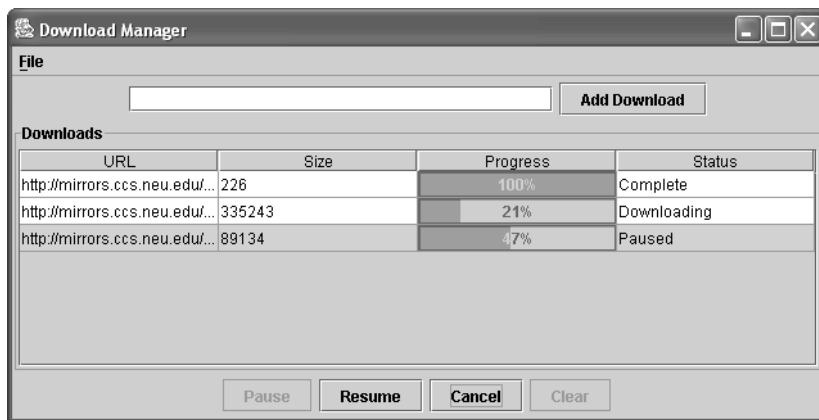 Download Manager
File
Add Download
Downloads
URL Size Progress Status
http://mirrors.ccs.neu.edu/... 226 100% Complete
http://mirrors.ccs.neu.edu/... 335243 21% Downloading
http://mirrors.ccs.neu.edu/... 89134 47% Paused
Pause Resume Cancel Clear